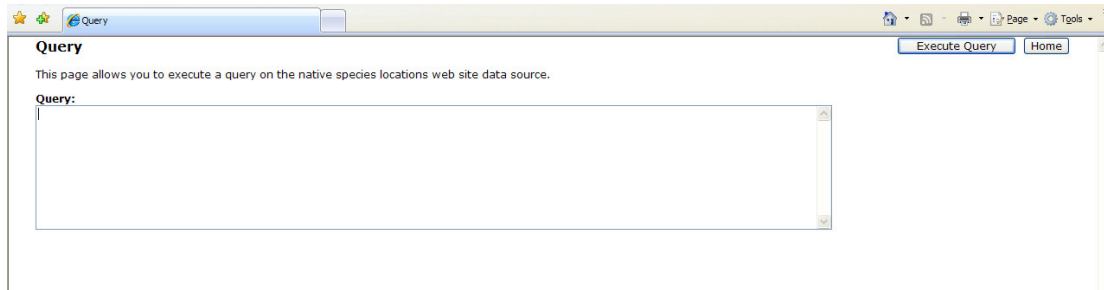 Query
Page Tools
Query
Execute Query Home
This page allows you to execute a query on the native species locations web site data source.
Query: